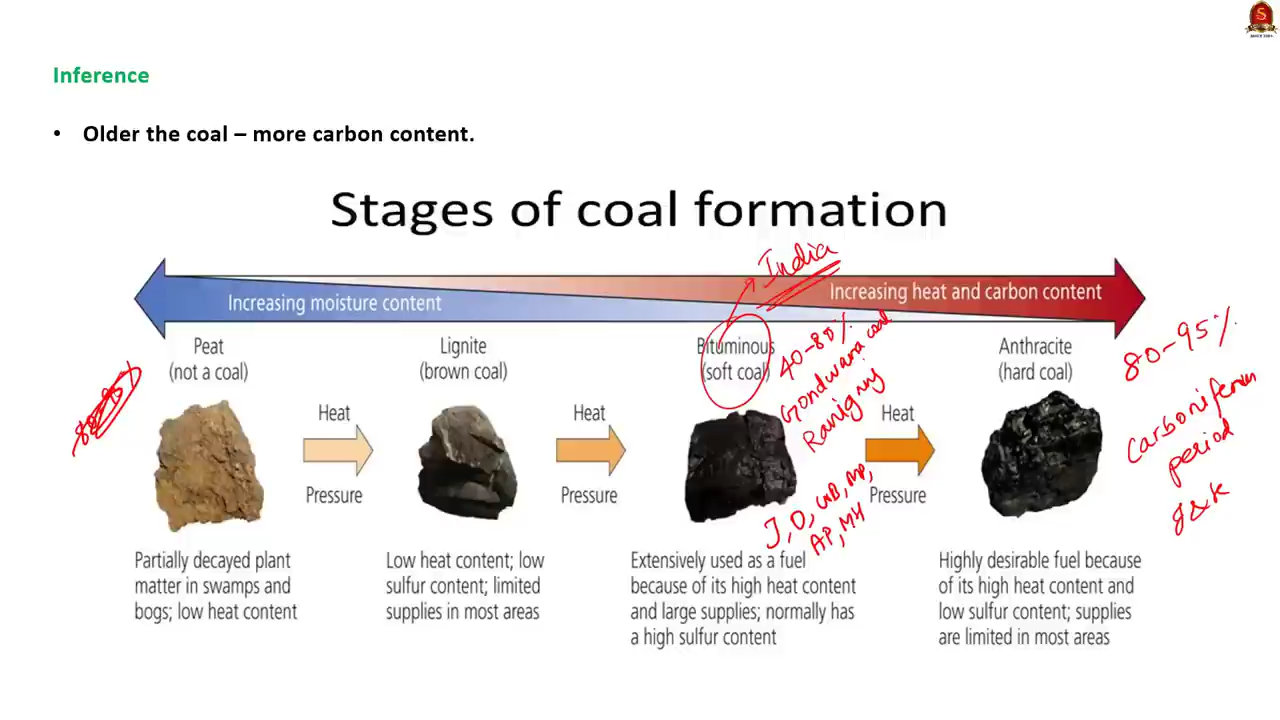 S
SINCE 2004
Inference
• Older the coal – more carbon content.
Stages of coal formation
India
Increasing moisture content
Increasing heat and carbon content
Peat
(not a coal)
Lignite
(brown coal)
Bituminous
(soft coal)
40-80%
Gondwana coal
Ranigunj
J, O, WB, MP,
AP, MH
Anthracite
(hard coal)
80-95%
Carboniferous
period
J&K
Heat
Pressure
Heat
Pressure
Heat
Pressure
Partially decayed plant
matter in swamps and
bogs; low heat content
Low heat content; low
sulfur content; limited
supplies in most areas
Extensively used as a fuel
because of its high heat content
and large supplies; normally has
a high sulfur content
Highly desirable fuel because
of its high heat content and
low sulfur content; supplies
are limited in most areas